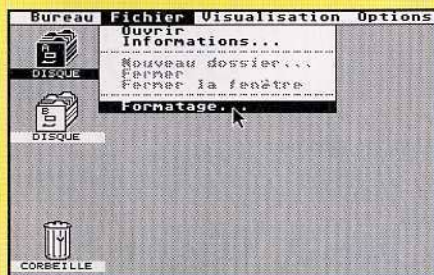 Bureau Fichier Visualisation Options
Ouvrir
Informations...
Nouveau dossier...
Fermer
Fermer la fenêtre
Formatage...
A
DISQUE
B
DISQUE
CORBEILLE